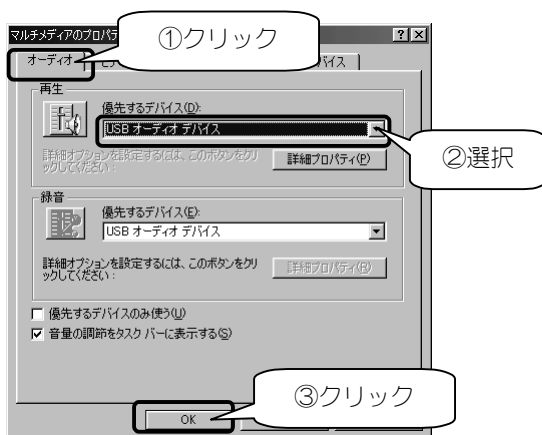 マルチメディアのプロパテ
①クリック
オーディオ
バイス
再生
優先するデバイス(D):
USB オーディオ デバイス
②選択
詳細オプションを設定するには、このボタンをクリ
ックしてください:
詳細プロパティ(P)
録音
優先するデバイス(E):
USB オーディオ デバイス
詳細オプションを設定するには、このボタンをクリ
ックしてください:
詳細プロパティ(R)
優先するデバイスのみ使う(U)
音量の調節をタスク バーに表示する(S)
③クリック
OK